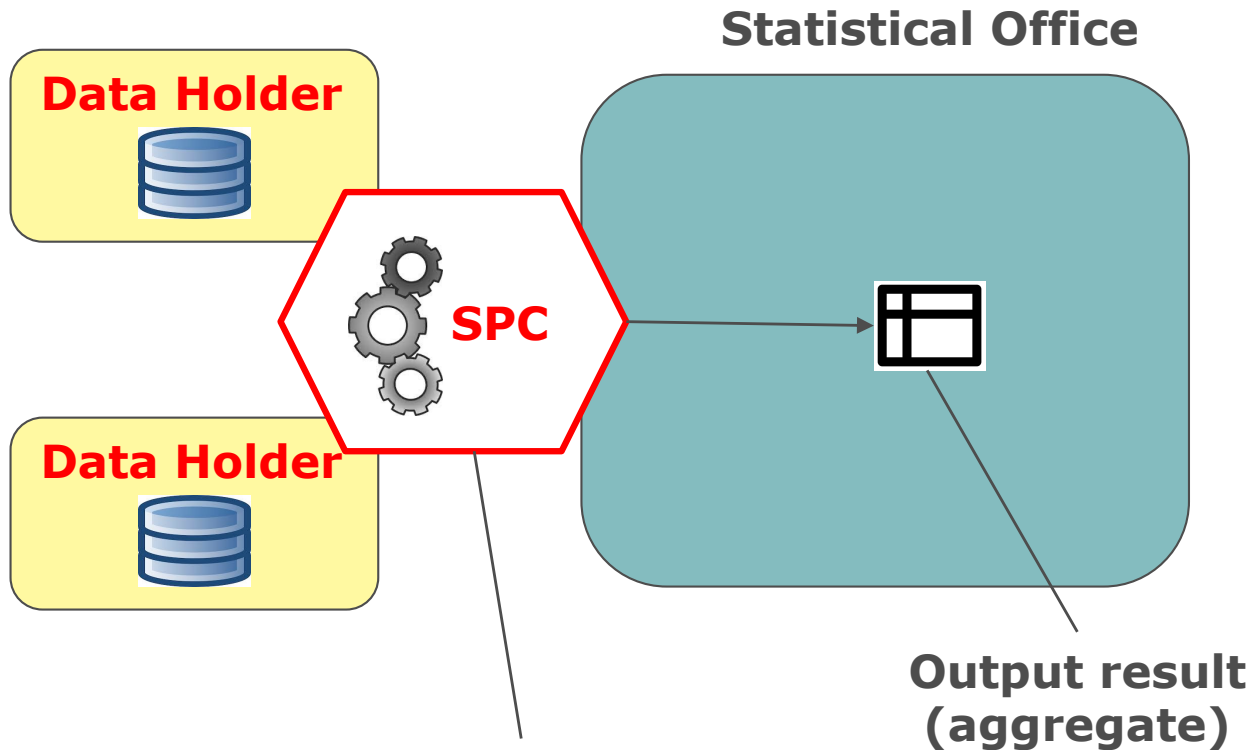 Statistical Office
Data Holder
SPC
Data Holder
Output result
(aggregate)